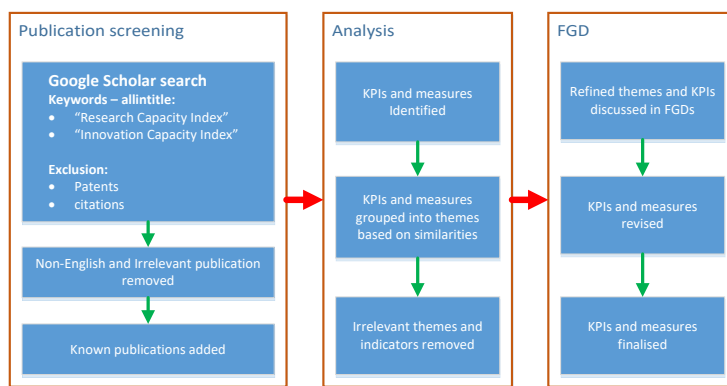 Publication screening
Google Scholar search
Keywords – allintitle:
• “Research Capacity Index”
• “Innovation Capacity Index”
Exclusion:
• Patents
• citations
Non-English and Irrelevant publication
removed
Known publications added
Analysis
KPIs and measures
Identified
KPIs and measures
grouped into themes
based on similarities
Irrelevant themes and
indicators removed
FGD
Refined themes and KPIs
discussed in FGDs
KPIs and measures
revised
KPIs and measures
finalised